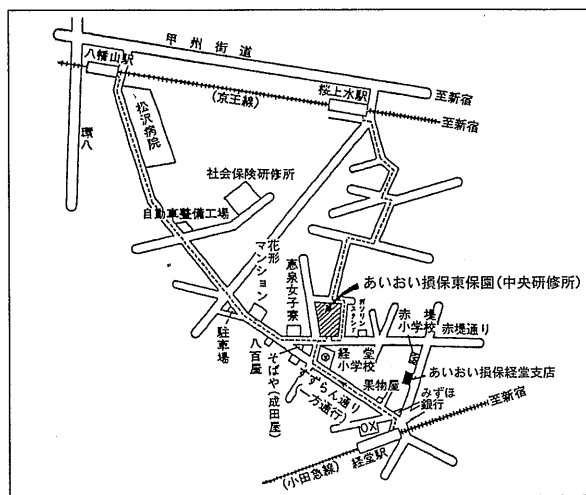 甲州街道
八幡山駅
桜上水駅
至新宿
(京王線)
至新宿
松沢病院
環八
社会保険研修所
自動車整備工場
花形マンション
恵泉女子寮
あいおい損保東保園(中央研修所)
ガソリンスタンド
赤堤小学校
赤堤通り
駐車場
八百屋
そばや(成田屋)
経堂小学校
すずらん通り
(一方通行)
果物屋
あいおい損保経堂支店
みずほ銀行
OX
至新宿
(小田急線)
経堂駅